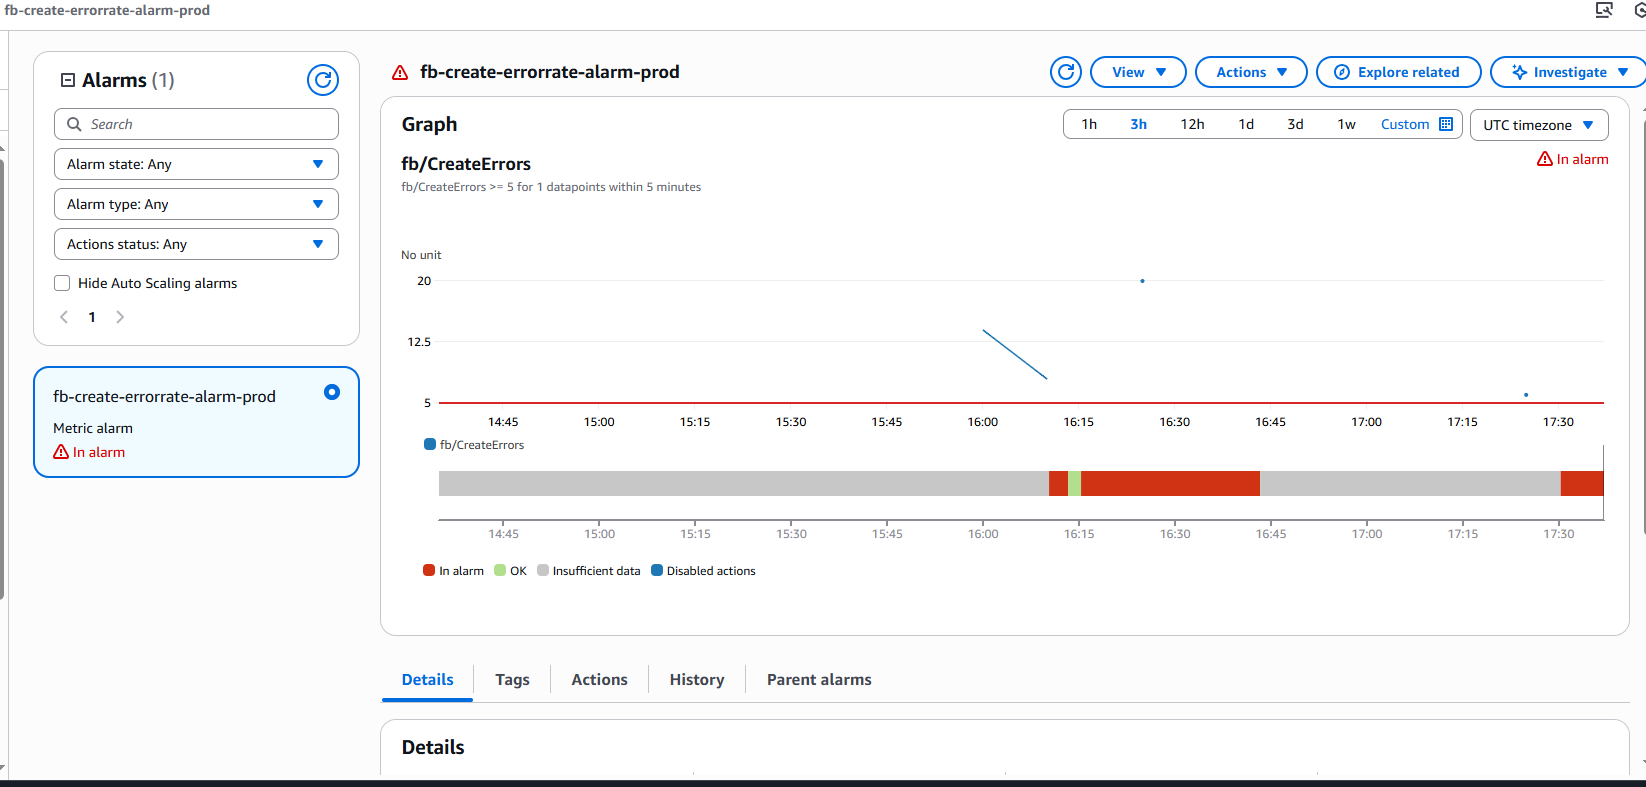 fb-create-errorrate-alarm-prod
Alarms (1)
Search
Alarm state: Any
Alarm type: Any
Actions status: Any
Hide Auto Scaling alarms
1
fb-create-errorrate-alarm-prod
Metric alarm
In alarm
fb-create-errorrate-alarm-prod
View
Actions
Explore related
Investigate
Graph
1h 3h 12h 1d 3d 1w Custom
UTC timezone
fb/CreateErrors
In alarm
fb/CreateErrors >= 5 for 1 datapoints within 5 minutes
No unit
20
12.5
5
14:45 15:00 15:15 15:30 15:45 16:00 16:15 16:30 16:45 17:00 17:15 17:30
fb/CreateErrors
14:45 15:00 15:15 15:30 15:45 16:00 16:15 16:30 16:45 17:00 17:15 17:30
In alarm OK Insufficient data Disabled actions
Details Tags Actions History Parent alarms
Details